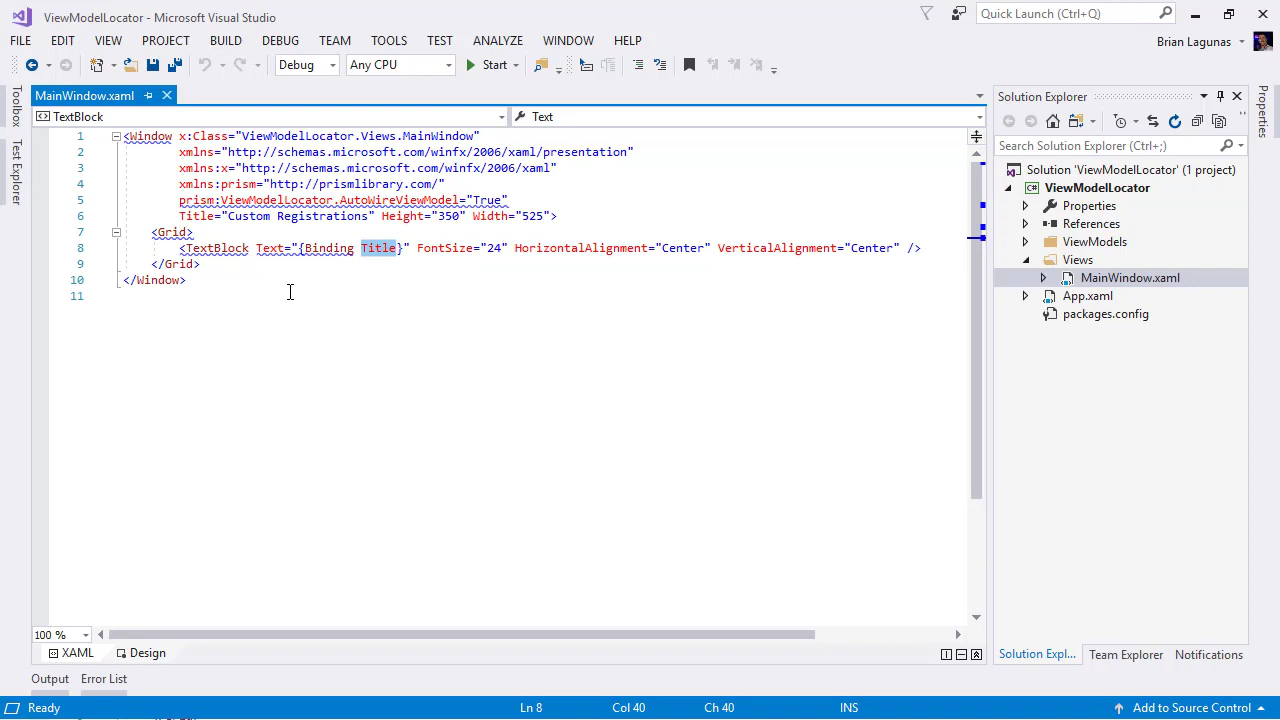 ViewModelLocator - Microsoft Visual Studio
Quick Launch (Ctrl+Q)
FILE EDIT VIEW PROJECT BUILD DEBUG TEAM TOOLS TEST ANALYZE WINDOW HELP
Brian Lagunas
Debug Any CPU Start
Toolbox
Test Explorer
MainWindow.xaml
TextBlock Text
1 <Window x:Class="ViewModelLocator.Views.MainWindow"
2 xmlns="http://schemas.microsoft.com/winfx/2006/xaml/presentation"
3 xmlns:x="http://schemas.microsoft.com/winfx/2006/xaml"
4 xmlns:prism="http://prismlibrary.com/"
5 prism:ViewModelLocator.AutoWireViewModel="True"
6 Title="Custom Registrations" Height="350" Width="525">
7 <Grid>
8 <TextBlock Text="{Binding Title}" FontSize="24" HorizontalAlignment="Center" VerticalAlignment="Center" />
9 </Grid>
10 </Window>
11
100 %
XAML Design
Solution Explorer
Search Solution Explorer (Ctrl+;)
Solution 'ViewModelLocator' (1 project)
ViewModelLocator
Properties
References
ViewModels
Views
MainWindow.xaml
App.xaml
packages.config
Solution Expl... Team Explorer Notifications
Properties
Output Error List
Ready Ln 8 Col 40 Ch 40 INS Add to Source Control